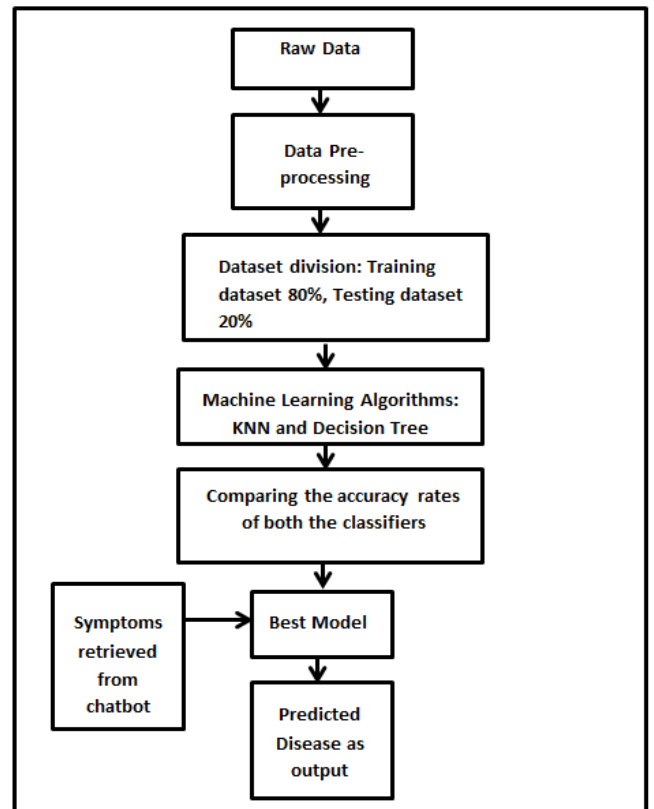 Raw Data
Data Pre-
processing
Dataset division: Training
dataset 80%, Testing dataset
20%
Machine Learning Algorithms:
KNN and Decision Tree
Comparing the accuracy rates
of both the classifiers
Symptoms
retrieved
from
chatbot
Best Model
Predicted
Disease as
output